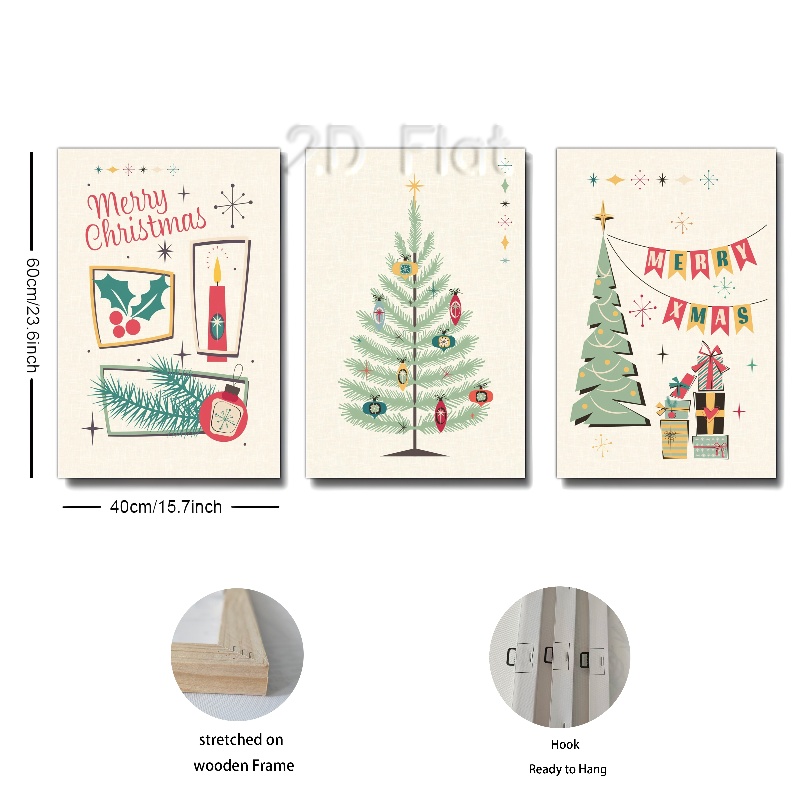 2D Flat
Merry
Christmas
MERRY
XMAS
60cm/23.6inch
40cm/15.7inch
stretched on
wooden Frame
Hook
Ready to Hang